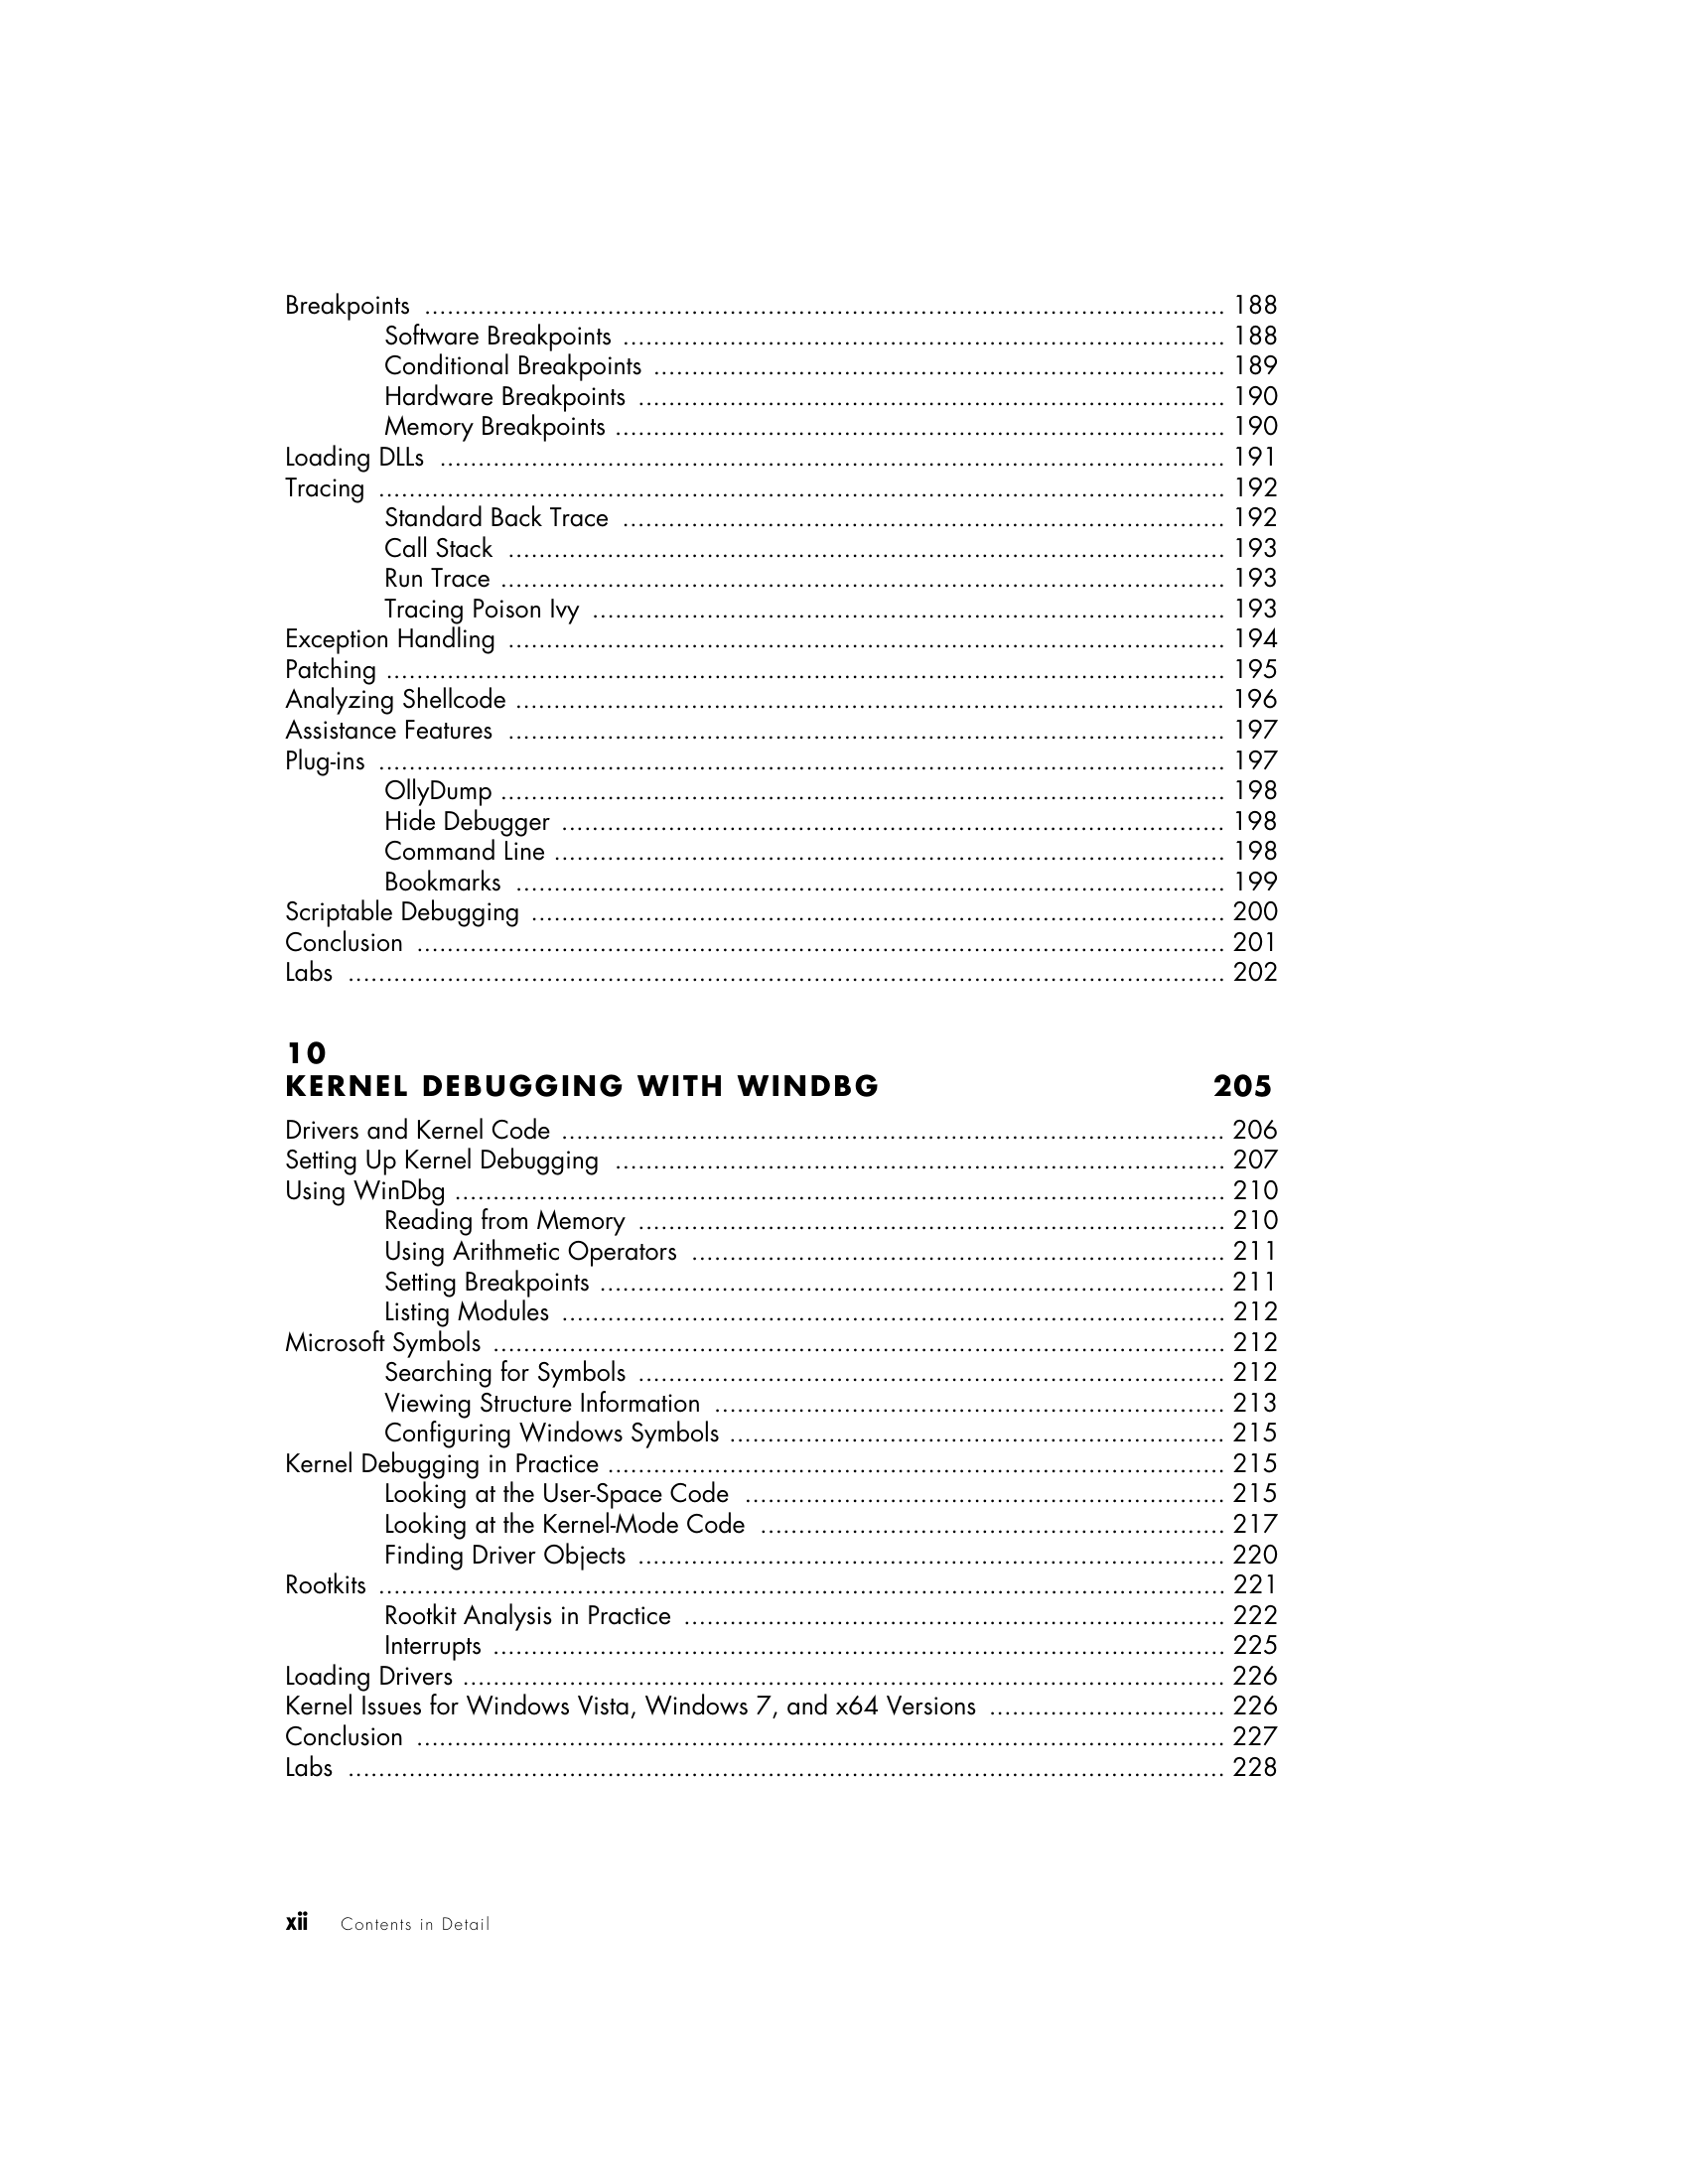 Breakpoints ........................................................ 188
Software Breakpoints ........................................................ 188
Conditional Breakpoints ........................................................ 189
Hardware Breakpoints ........................................................ 190
Memory Breakpoints ........................................................ 190
Loading DLLs ........................................................ 191
Tracing ........................................................ 192
Standard Back Trace ........................................................ 192
Call Stack ........................................................ 193
Run Trace ........................................................ 193
Tracing Poison Ivy ........................................................ 193
Exception Handling ........................................................ 194
Patching ........................................................ 195
Analyzing Shellcode ........................................................ 196
Assistance Features ........................................................ 197
Plug-ins ........................................................ 197
OllyDump ........................................................ 198
Hide Debugger ........................................................ 198
Command Line ........................................................ 198
Bookmarks ........................................................ 199
Scriptable Debugging ........................................................ 200
Conclusion ........................................................ 201
Labs ........................................................ 202
10
KERNEL DEBUGGING WITH WINDBG 205
Drivers and Kernel Code ........................................................ 206
Setting Up Kernel Debugging ........................................................ 207
Using WinDbg ........................................................ 210
Reading from Memory ........................................................ 210
Using Arithmetic Operators ........................................................ 211
Setting Breakpoints ........................................................ 211
Listing Modules ........................................................ 212
Microsoft Symbols ........................................................ 212
Searching for Symbols ........................................................ 212
Viewing Structure Information ........................................................ 213
Configuring Windows Symbols ........................................................ 215
Kernel Debugging in Practice ........................................................ 215
Looking at the User-Space Code ........................................................ 215
Looking at the Kernel-Mode Code ........................................................ 217
Finding Driver Objects ........................................................ 220
Rootkits ........................................................ 221
Rootkit Analysis in Practice ........................................................ 222
Interrupts ........................................................ 225
Loading Drivers ........................................................ 226
Kernel Issues for Windows Vista, Windows 7, and x64 Versions ............................... 226
Conclusion ........................................................ 227
Labs ........................................................ 228
xii Contents in Detail